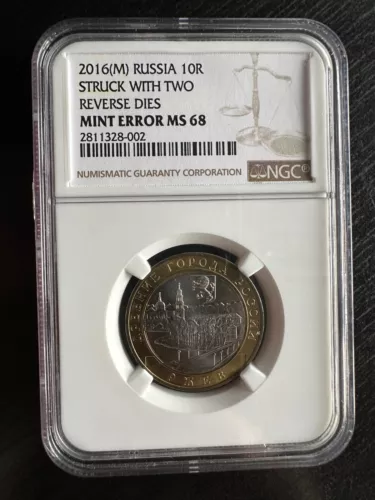 2016(M) RUSSIA 10R
STRUCK WITH TWO
REVERSE DIES
MINT ERROR MS 68
2811328-002
NUMISMATIC GUARANTY CORPORATION
NGC
ДРЕВНИЕ ГОРОДА РОССИИ
РЖЕВ